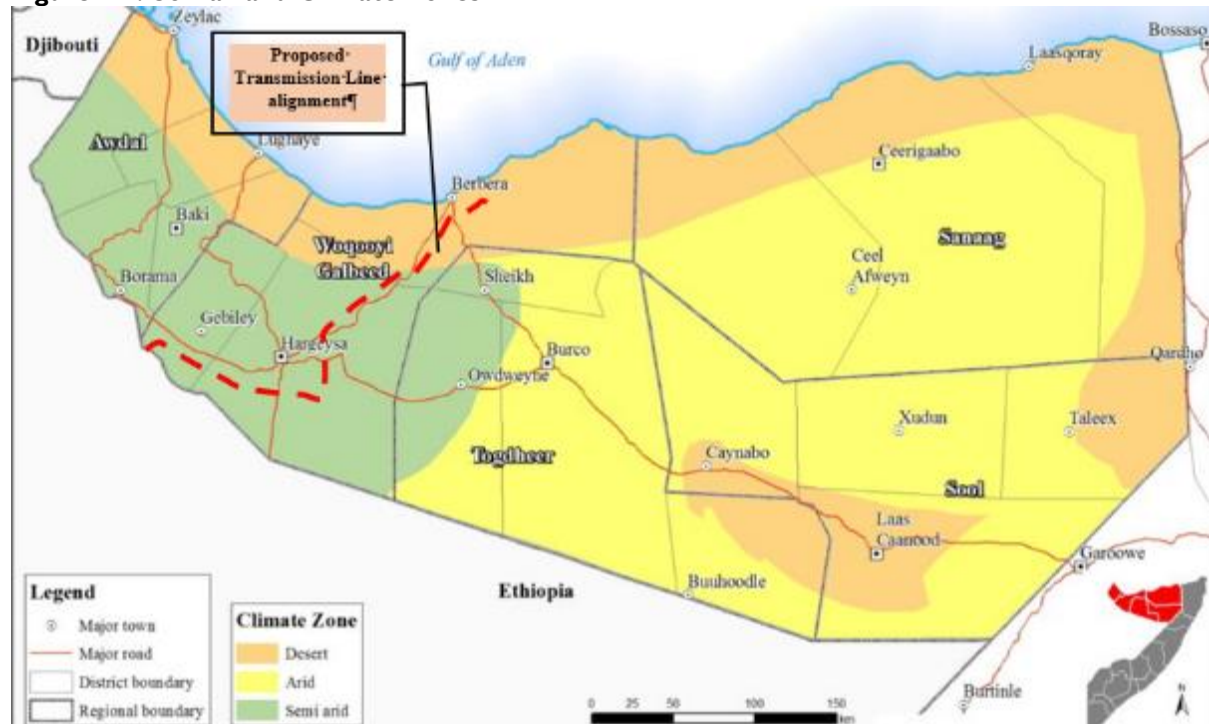 Zeylac
Bossaso
Djibouti
Proposed·
Transmission·Line·
alignment¶
Gulf of Aden
Laasqoray
Lughaye
Awdal
Ceerigaabo
Berbera
Baki
Woqooyi
Galbeed
Sanaag
Ceel
Afweyn
Borama
Sheikh
Gebiley
Hargeysa
Burco
Qardho
Owdweyne
Xudun
Taleex
Togdheer
Caynabo
Sool
Laas
Caanood
Garoowe
Ethiopia
Buuhoodle
Legend
Major town
Major road
District boundary
Regional boundary
Climate Zone
Desert
Arid
Semi arid
0 25 50 100 150
km
Burtinle
N